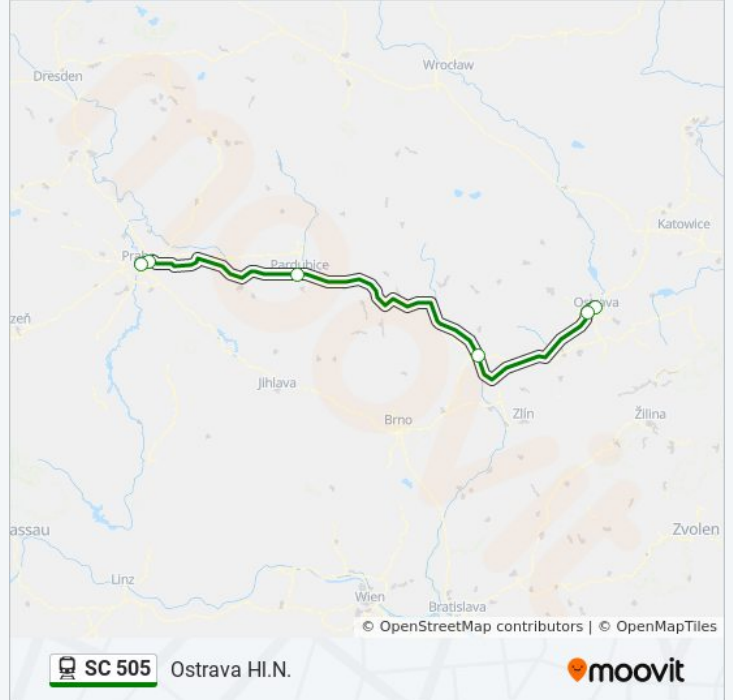 Dresden
Wrocław
Katowice
Praha
Pardubice
Ostrava
zeň
Jihlava
Brno
Zlín
Žilina
assau
Zvolen
Linz
Wien
Bratislava
© OpenStreetMap contributors | © OpenMapTiles
SC 505 Ostrava Hl.N. moovit
moovit